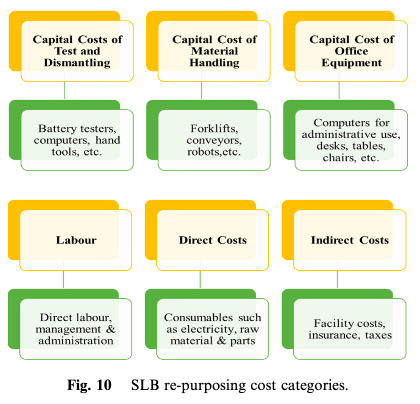 Capital Costs of
Test and
Dismantling
Capital Cost of
Material
Handling
Capital Cost of
Office
Equipment
Battery testers,
computers, hand
tools, etc.
Forklifts,
conveyors,
robots,etc.
Computers for
administrative use,
desks, tables,
chairs, etc.
Labour
Direct Costs
Indirect Costs
Direct labour,
management &
administration
Consumables such
as electricity, raw
material & parts
Facility costs,
insurance, taxes
Fig. 10 SLB re-purposing cost categories.